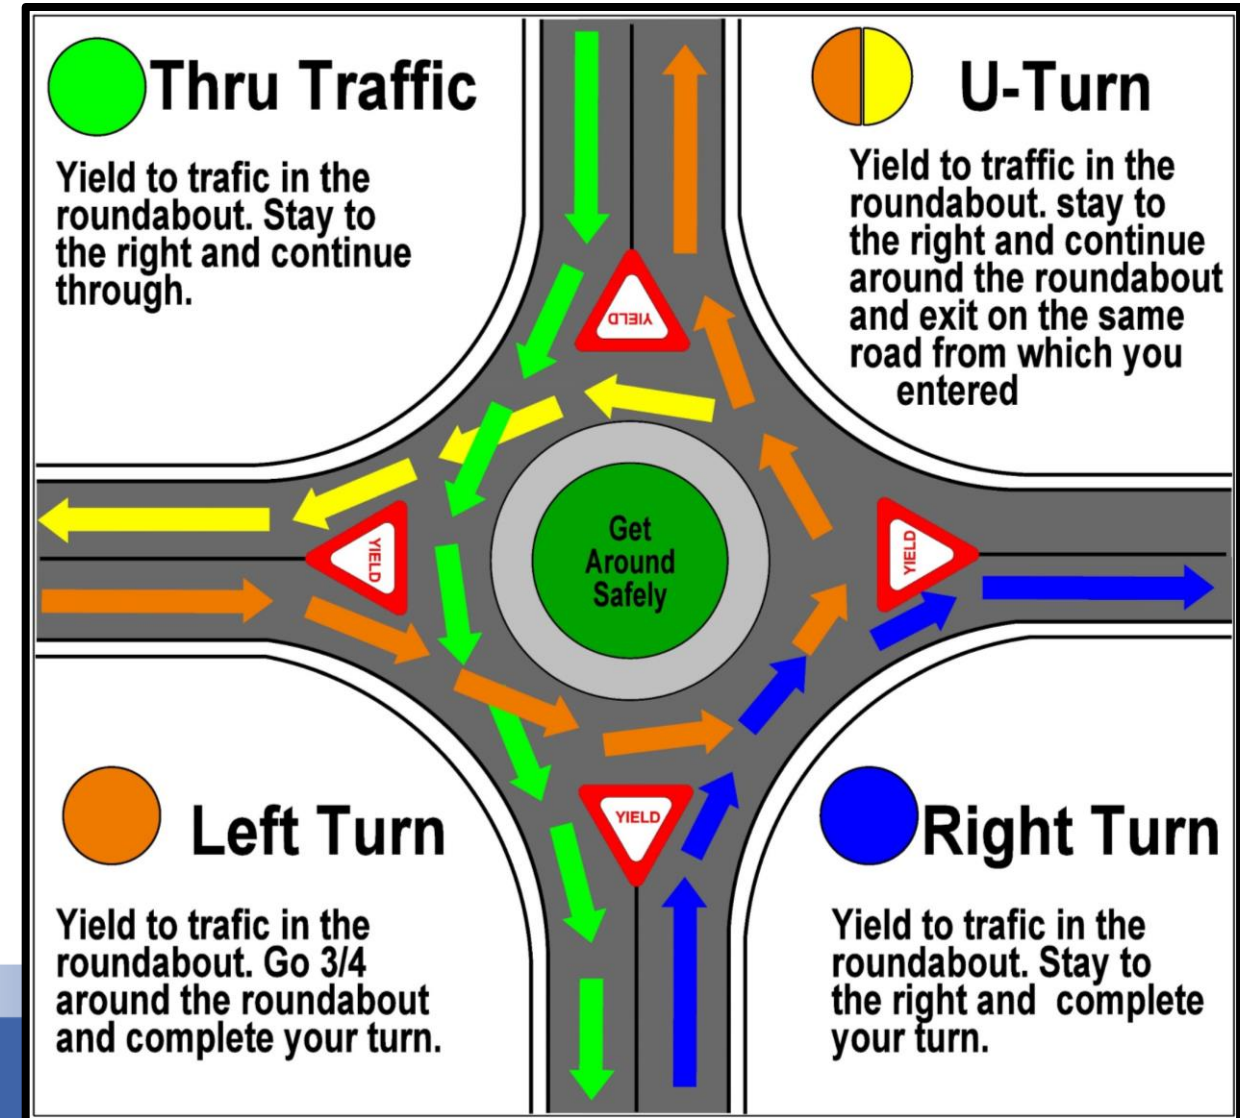 Thru Traffic
Yield to trafic in the
roundabout. Stay to
the right and continue
through.
U-Turn
Yield to traffic in the
roundabout. stay to
the right and continue
around the roundabout
and exit on the same
road from which you
entered
YIELD
YIELD
Get
Around
Safely
YIELD
YIELD
Left Turn
Yield to trafic in the
roundabout. Go 3/4
around the roundabout
and complete your turn.
Right Turn
Yield to trafic in the
roundabout. Stay to
the right and complete
your turn.